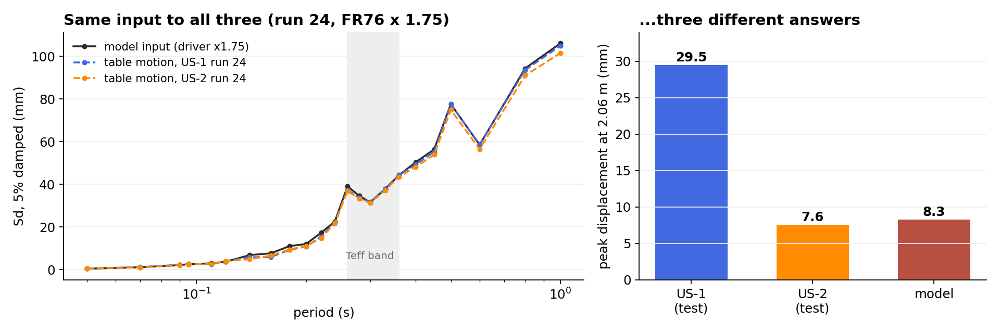 Same input to all three (run 24, FR76 x 1.75)
model input (driver x1.75)
table motion, US-1 run 24
table motion, US-2 run 24
Sd, 5% damped (mm)
100
80
60
40
20
0
Teff band
10⁻¹
10⁰
period (s)
...three different answers
peak displacement at 2.06 m (mm)
30
25
20
15
10
5
0
29.5
7.6
8.3
US-1
(test)
US-2
(test)
model